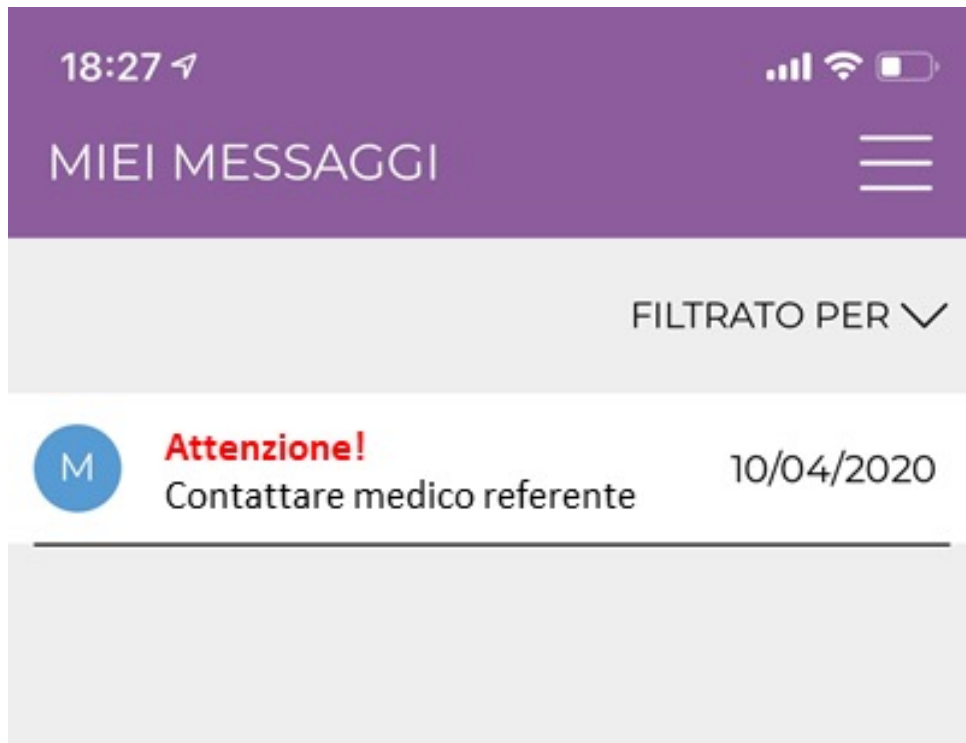 18:27
MIEI MESSAGGI
FILTRATO PER
M
Attenzione!
Contattare medico referente
10/04/2020